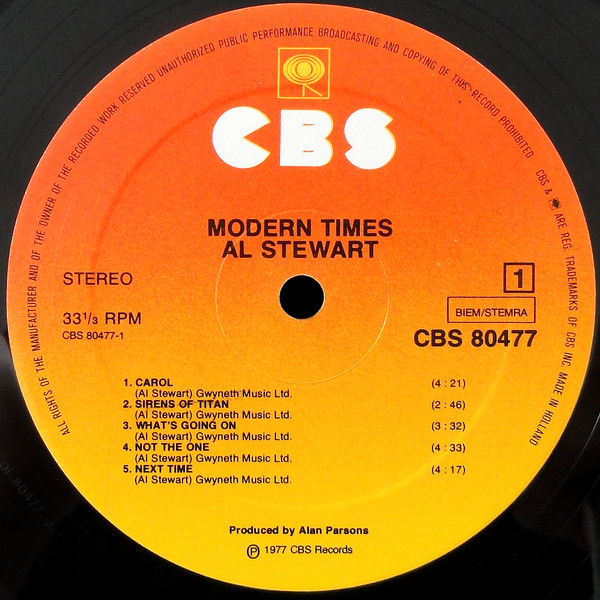 ALL RIGHTS OF THE MANUFACTURER AND OF THE OWNER OF THE RECORDED WORK RESERVED UNAUTHORIZED PUBLIC PERFORMANCE BROADCASTING AND COPYING OF THIS RECORD PROHIBITED CBS & ARE REG. TRADEMARKS OF CBS INC. MADE IN HOLLAND
CBS
MODERN TIMES
AL STEWART
STEREO
1
33 1/3 RPM
BIEM/STEMRA
CBS 80477-1
CBS 80477
1. CAROL (4 : 21)
(Al Stewart) Gwyneth Music Ltd.
2. SIRENS OF TITAN (2 : 46)
(Al Stewart) Gwyneth Music Ltd.
3. WHAT'S GOING ON (3 : 32)
(Al Stewart) Gwyneth Music Ltd.
4. NOT THE ONE (4 : 33)
(Al Stewart) Gwyneth Music Ltd.
5. NEXT TIME (4 : 17)
(Al Stewart) Gwyneth Music Ltd.
Produced by Alan Parsons
Ⓟ 1977 CBS Records